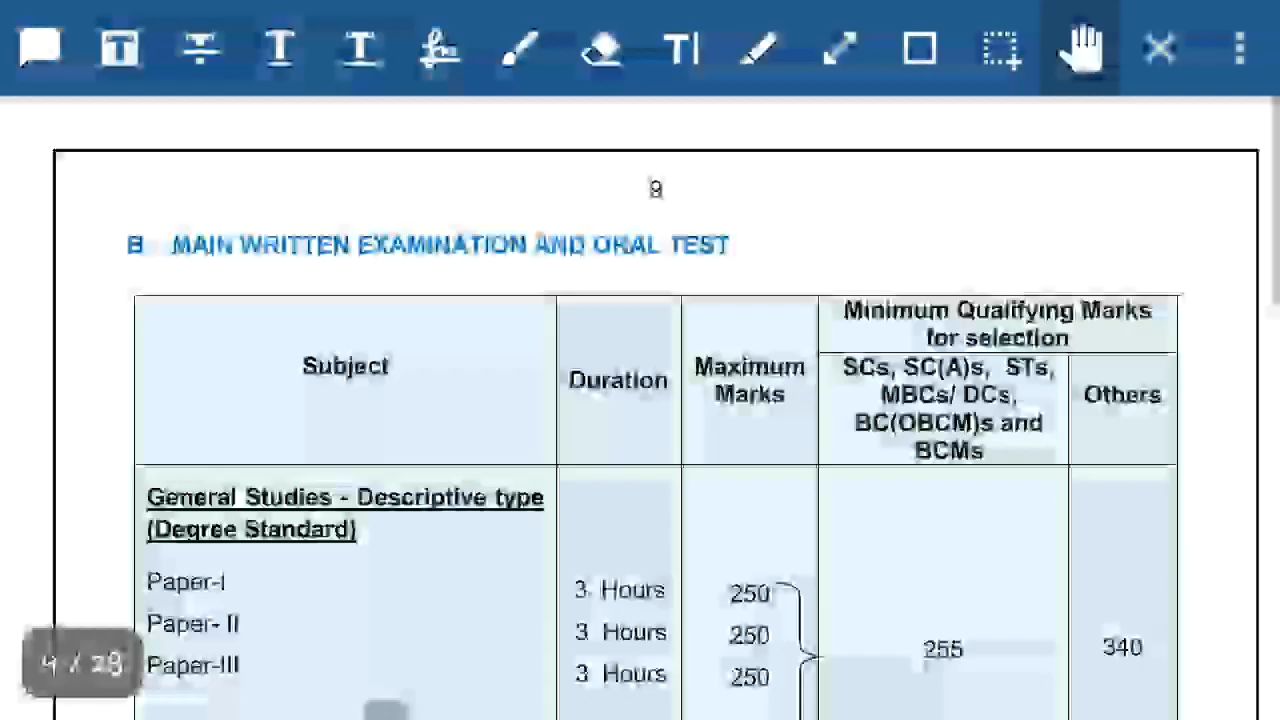 9
B MAIN WRITTEN EXAMINATION AND ORAL TEST
Subject
Duration
Maximum
Marks
Minimum Qualifying Marks
for selection
SCs, SC(A)s, STs,
MBCs/ DCs,
BC(OBCM)s and
BCMs
Others
General Studies - Descriptive type
(Degree Standard)
Paper-I
3 Hours
250
Paper- II
3 Hours
250
Paper-III
3 Hours
250
255
340
9 / 28